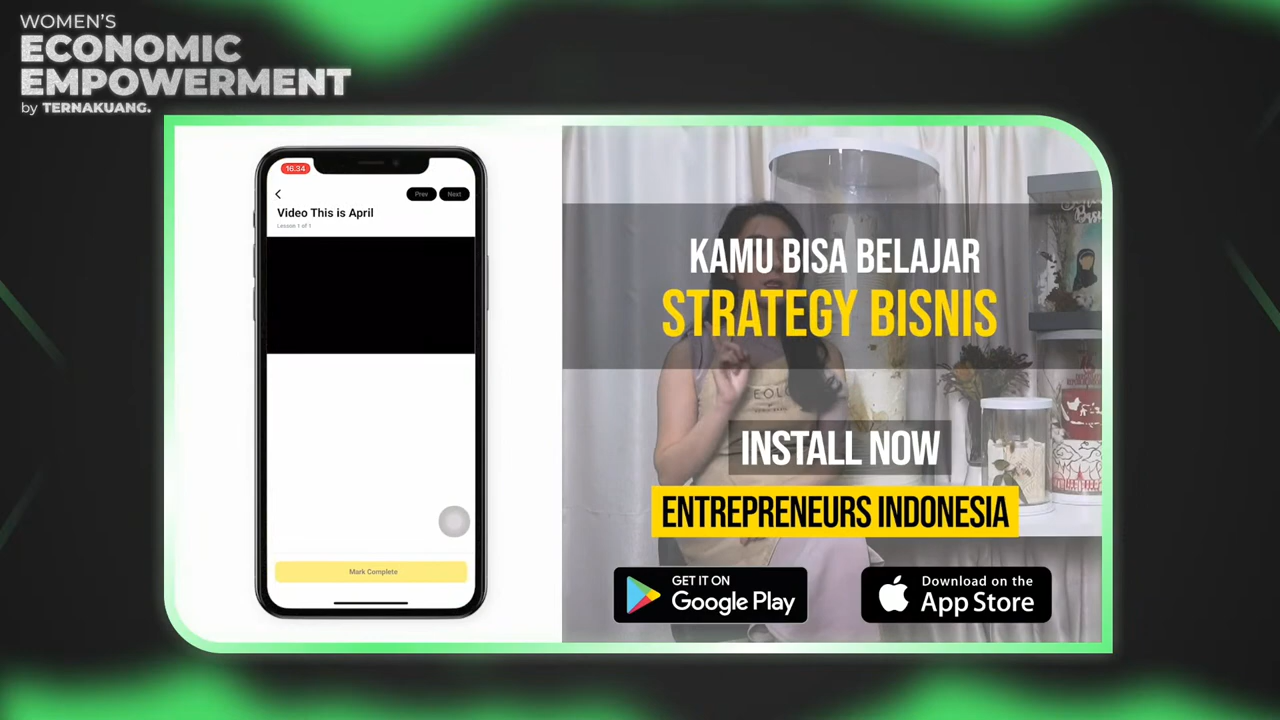 WOMEN'S
ECONOMIC
EMPOWERMENT
by TERNAKUANG.
16.34
Prev
Next
Video This is April
Lesson 1 of 1
Mark Complete
KAMU BISA BELAJAR
STRATEGY BISNIS
INSTALL NOW
ENTREPRENEURS INDONESIA
GET IT ON
Google Play
Download on the
App Store